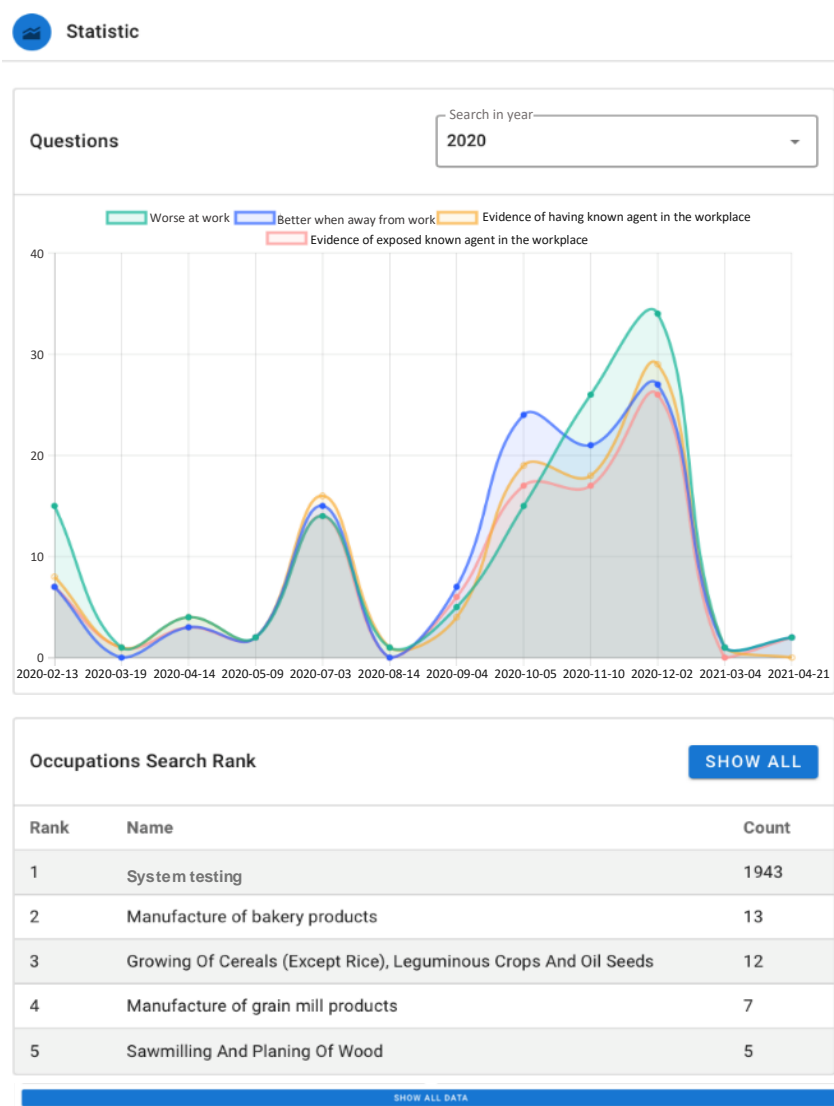 Statistic
Questions
Search in year
2020
Worse at work Better when away from work Evidence of having known agent in the workplace
Evidence of exposed known agent in the workplace
40
30
20
10
0
2020-02-13 2020-03-19 2020-04-14 2020-05-09 2020-07-03 2020-08-14 2020-09-04 2020-10-05 2020-11-10 2020-12-02 2021-03-04 2021-04-21
Occupations Search Rank SHOW ALL
Rank Name Count
1 System testing 1943
2 Manufacture of bakery products 13
3 Growing Of Cereals (Except Rice), Leguminous Crops And Oil Seeds 12
4 Manufacture of grain mill products 7
5 Sawmilling And Planing Of Wood 5
SHOW ALL DATA